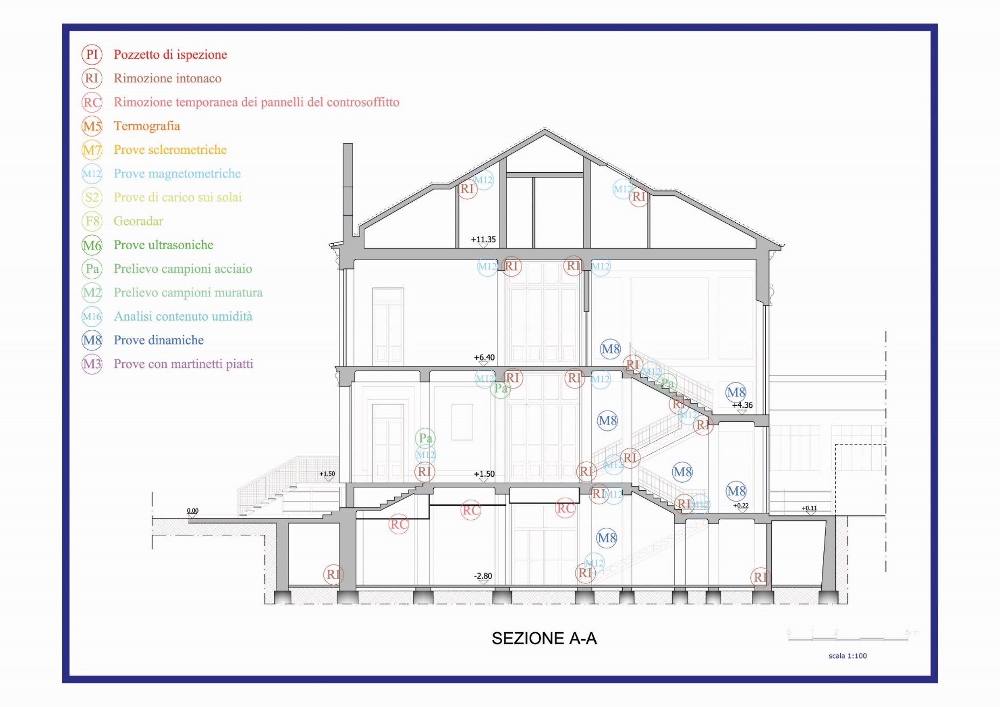 PI Pozzetto di ispezione
RI Rimozione intonaco
RC Rimozione temporanea dei pannelli del controsoffitto
M5 Termografia
M7 Prove sclerometriche
M12 Prove magnetometriche
S2 Prove di carico sui solai
F8 Georadar
M6 Prove ultrasoniche
Pa Prelievo campioni acciaio
M2 Prelievo campioni muratura
M16 Analisi contenuto umidità
M8 Prove dinamiche
M3 Prove con martinetti piatti
M12
RI
M12
RI
+11.35
M12 RI RI M12
M8
+6.40
RI
M12
M12 RI RI M12
Pa
Pa
M8
RI
+4.36
M12
M8
RI
Pa
M12
RI
RI
M12
RI
M8
+1.50
+1.50
M8
RI M12
RI M12
+0.22
+0.11
0.00
RC
RC
RC
M8
M12
RI
RI
-2.80
RI
SEZIONE A-A
0 1 2 5 m
scala 1:100